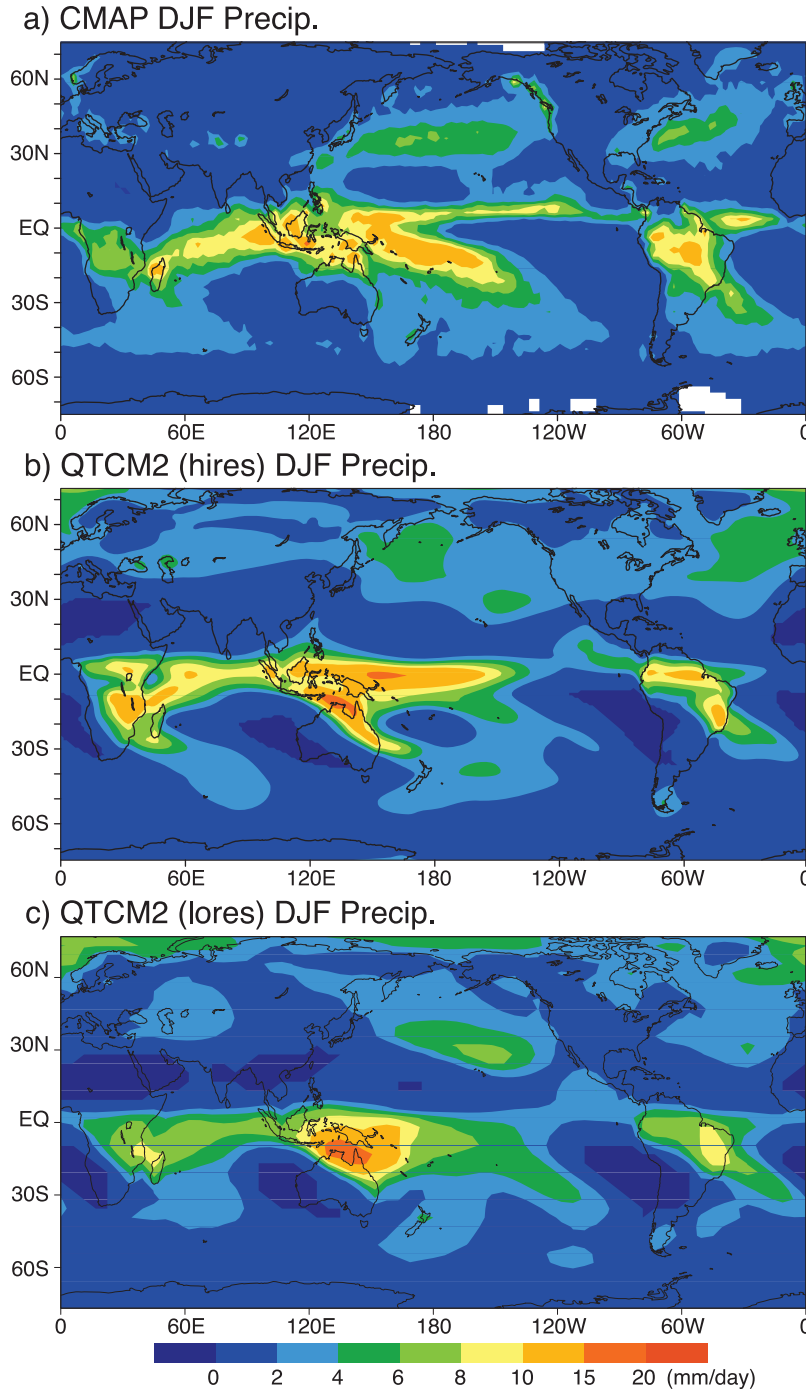 a) CMAP DJF Precip.
60N
30N
EQ
30S
60S
0 60E 120E 180 120W 60W 0
b) QTCM2 (hires) DJF Precip.
60N
30N
EQ
30S
60S
0 60E 120E 180 120W 60W 0
c) QTCM2 (lores) DJF Precip.
60N
30N
EQ
30S
60S
0 60E 120E 180 120W 60W 0
0 2 4 6 8 10 15 20 (mm/day)